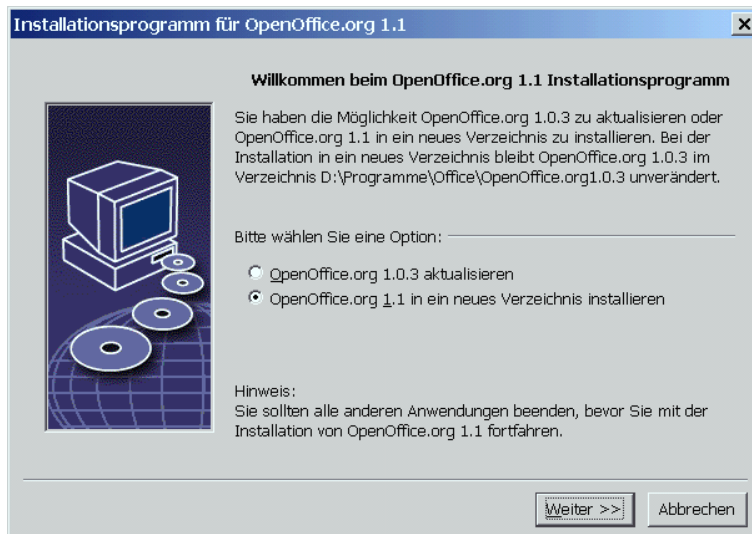 Installationsprogramm für OpenOffice.org 1.1
Willkommen beim OpenOffice.org 1.1 Installationsprogramm
Sie haben die Möglichkeit OpenOffice.org 1.0.3 zu aktualisieren oder
OpenOffice.org 1.1 in ein neues Verzeichnis zu installieren. Bei der
Installation in ein neues Verzeichnis bleibt OpenOffice.org 1.0.3 im
Verzeichnis D:\Programme\Office\OpenOffice.org1.0.3 unverändert.
Bitte wählen Sie eine Option:
OpenOffice.org 1.0.3 aktualisieren
OpenOffice.org 1.1 in ein neues Verzeichnis installieren
Hinweis:
Sie sollten alle anderen Anwendungen beenden, bevor Sie mit der
Installation von OpenOffice.org 1.1 fortfahren.
Weiter >>
Abbrechen